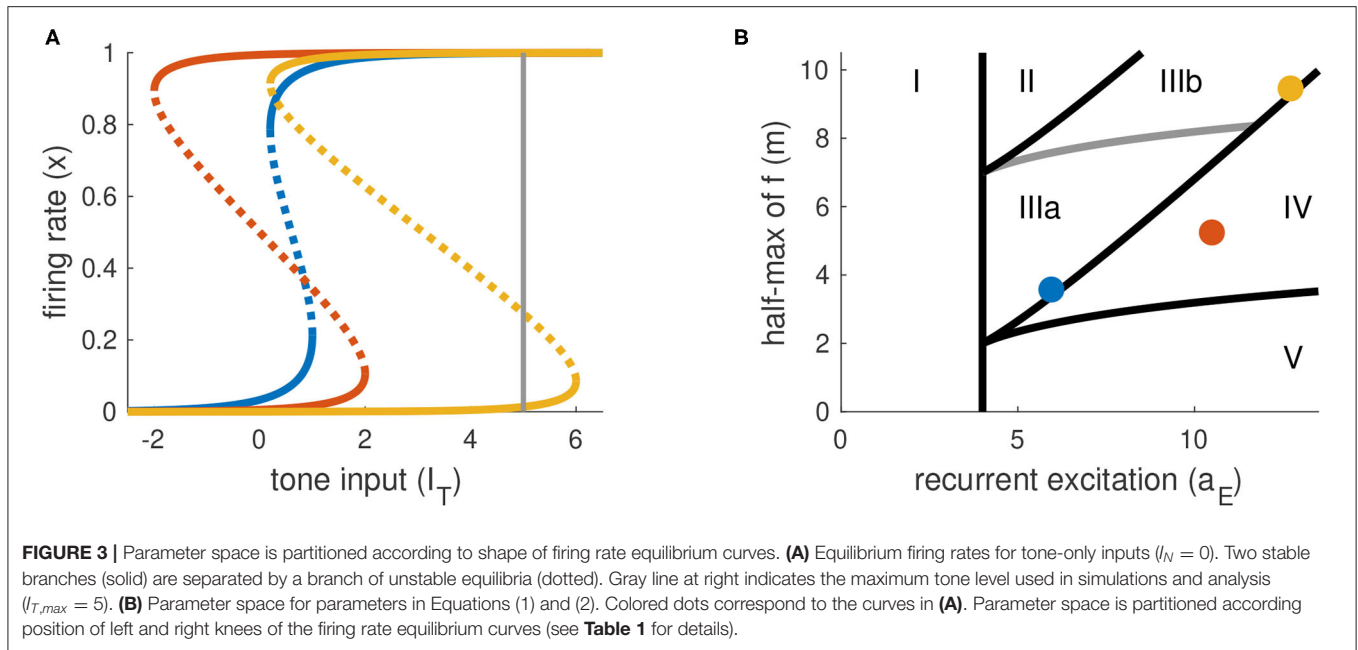 A
1
0.8
0.6
0.4
0.2
0
firing rate (x)
-2 0 2 4 6
tone input (I_T)
B
10
8
6
4
2
0
half-max of f (m)
I II IIIb
IIIa IV
V
0 5 10
recurrent excitation (a_E)
FIGURE 3 | Parameter space is partitioned according to shape of firing rate equilibrium curves. (A) Equilibrium firing rates for tone-only inputs (I_N = 0). Two stable
branches (solid) are separated by a branch of unstable equilibria (dotted). Gray line at right indicates the maximum tone level used in simulations and analysis
(I_T,max = 5). (B) Parameter space for parameters in Equations (1) and (2). Colored dots correspond to the curves in (A). Parameter space is partitioned according
position of left and right knees of the firing rate equilibrium curves (see Table 1 for details).